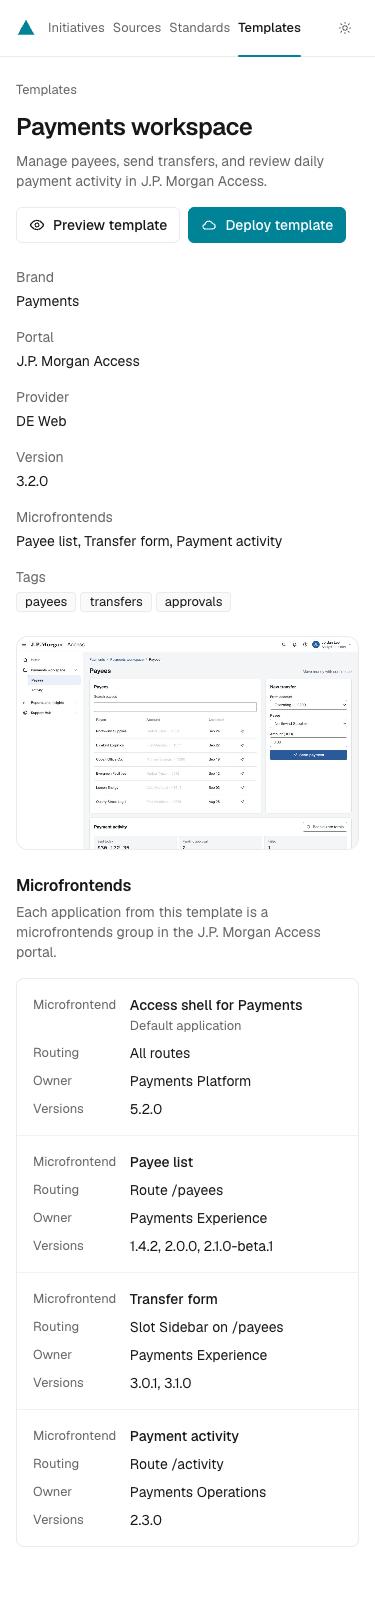 Initiatives Sources Standards Templates
Templates
Payments workspace
Manage payees, send transfers, and review daily
payment activity in J.P. Morgan Access.
Preview template Deploy template
Brand
Payments
Portal
J.P. Morgan Access
Provider
DE Web
Version
3.2.0
Microfrontends
Payee list, Transfer form, Payment activity
Tags
payees transfers approvals
J.P. Morgan Access
Payees
Payees
New transfer
Payment activity
Microfrontends
Each application from this template is a
microfrontends group in the J.P. Morgan Access
portal.
Microfrontend Access shell for Payments
Default application
Routing All routes
Owner Payments Platform
Versions 5.2.0
Microfrontend Payee list
Routing Route /payees
Owner Payments Experience
Versions 1.4.2, 2.0.0, 2.1.0-beta.1
Microfrontend Transfer form
Routing Slot Sidebar on /payees
Owner Payments Experience
Versions 3.0.1, 3.1.0
Microfrontend Payment activity
Routing Route /activity
Owner Payments Operations
Versions 2.3.0